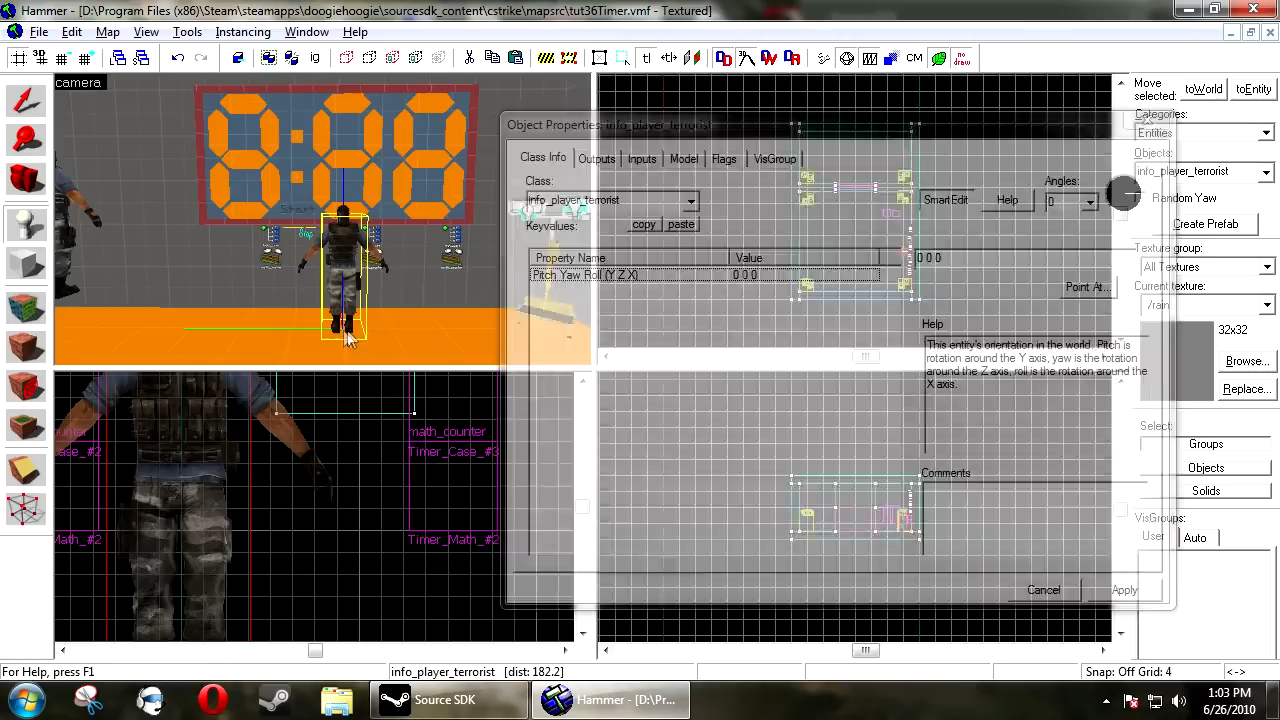 Hammer - [D:\Program Files (x86)\Steam\steamapps\doogiehoogie\sourcesdk_content\cstrike\mapsrc\tut36Timer.vmf - Textured]
File Edit Map View Tools Instancing Window Help
camera
Move selected:
toWorld
toEntity
Categories:
Entities
Objects:
info_player_terrorist
Random Yaw
Create Prefab
Texture group:
All Textures
Current texture:
/rain
32x32
Browse...
Replace...
Groups
Objects
Solids
VisGroups:
User
Auto
Object Properties: info_player_terrorist
Class Info Outputs Inputs Model Flags VisGroup
Class:
info_player_terrorist
Keyvalues:
copy paste
SmartEdit
Help
Angles:
0
Property Name Value
Pitch Yaw Roll (Y Z X) 0 0 0
0 0 0
Point At...
Help
This entity's orientation in the world. Pitch is
rotation around the Y axis, yaw is the rotation
around the Z axis, roll is the rotation around the
X axis.
Comments
Cancel
Apply
math_counter
Timer_Case_#3
Timer_Math_#2
For Help, press F1
info_player_terrorist [dist: 182.2]
Snap: Off Grid: 4
<->
Source SDK
Hammer - [D:\Pr...
1:03 PM
6/26/2010